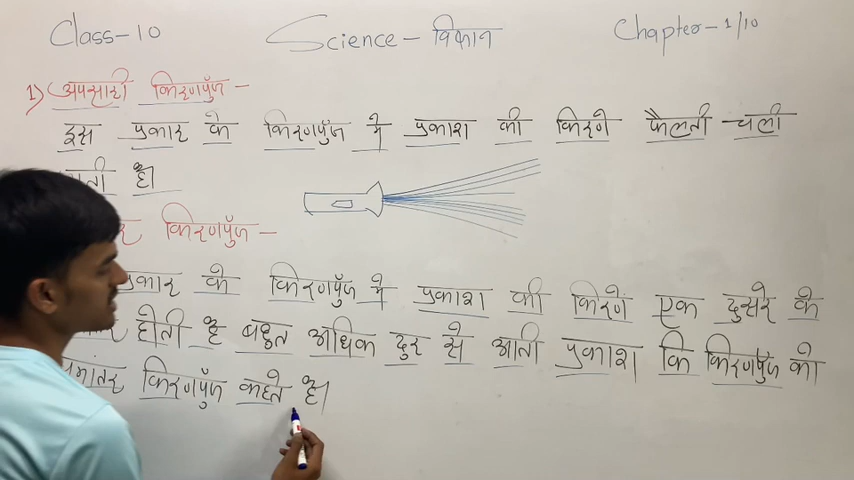 Class-10 Science - विज्ञान Chapter-1/10
1) अपसारी किरणपुँज -
इस प्रकार के किरणपुँज मे प्रकाश की किरणे फैलती चली
है।
किरणपुँज -
प्रकार के किरणपुँज मे प्रकाश की किरणे एक दुसरे के
होती है बहुत अधिक दुर से आती प्रकाश कि किरणपुंज को
किरणपुँज कहते है।